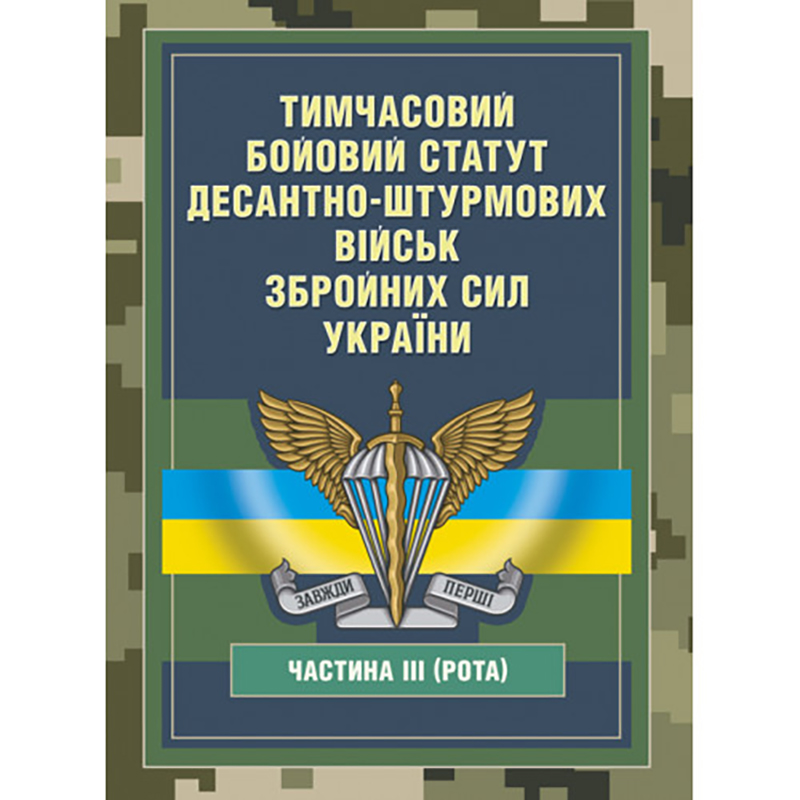 ТИМЧАСОВИЙ
БОЙОВИЙ СТАТУТ
ДЕСАНТНО-ШТУРМОВИХ
ВІЙСЬК
ЗБРОЙНИХ СИЛ
УКРАЇНИ
ЗАВЖДИ ПЕРШІ
ЧАСТИНА III (РОТА)